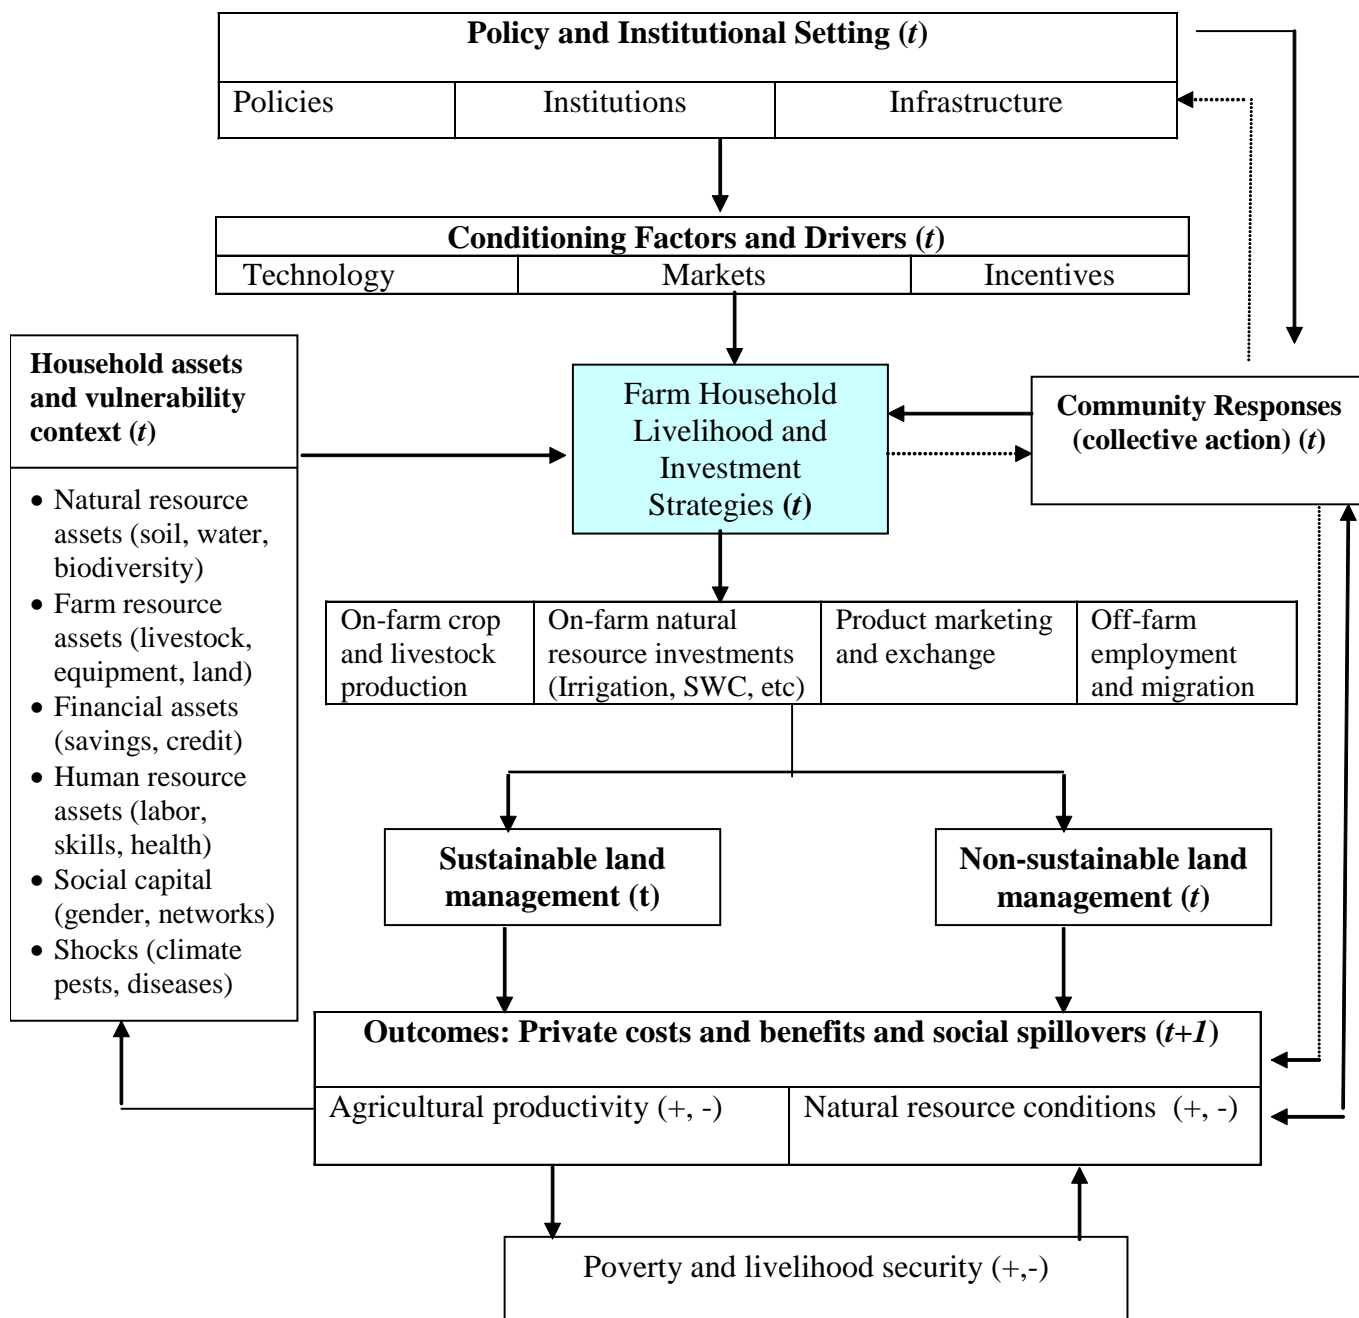 Policy and Institutional Setting (t)
Policies
Institutions
Infrastructure
Conditioning Factors and Drivers (t)
Technology
Markets
Incentives
Household assets
and vulnerability
context (t)
• Natural resource
assets (soil, water,
biodiversity)
• Farm resource
assets (livestock,
equipment, land)
• Financial assets
(savings, credit)
• Human resource
assets (labor,
skills, health)
• Social capital
(gender, networks)
• Shocks (climate
pests, diseases)
Farm Household
Livelihood and
Investment
Strategies (t)
Community Responses
(collective action) (t)
On-farm crop
and livestock
production
On-farm natural
resource investments
(Irrigation, SWC, etc)
Product marketing
and exchange
Off-farm
employment
and migration
Sustainable land
management (t)
Non-sustainable land
management (t)
Outcomes: Private costs and benefits and social spillovers (t+1)
Agricultural productivity (+, -)
Natural resource conditions (+, -)
Poverty and livelihood security (+,-)